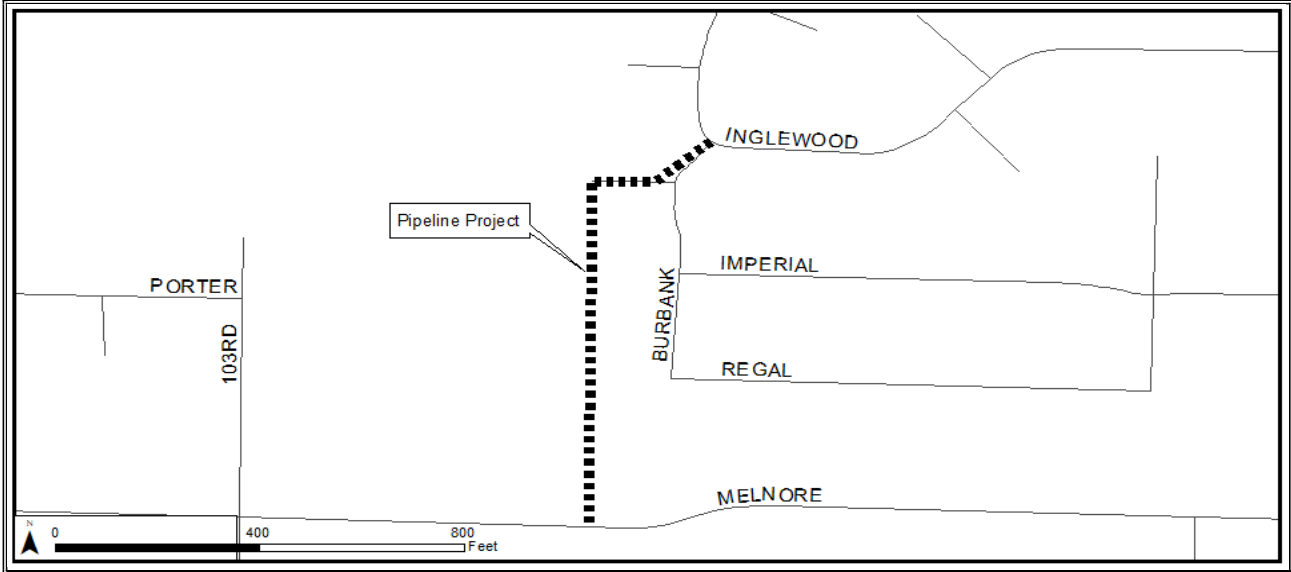 INGLEWOOD
Pipeline Project
IMPERIAL
PORTER
BURBANK
103RD
REGAL
MELNORE
N
0 400 800
Feet